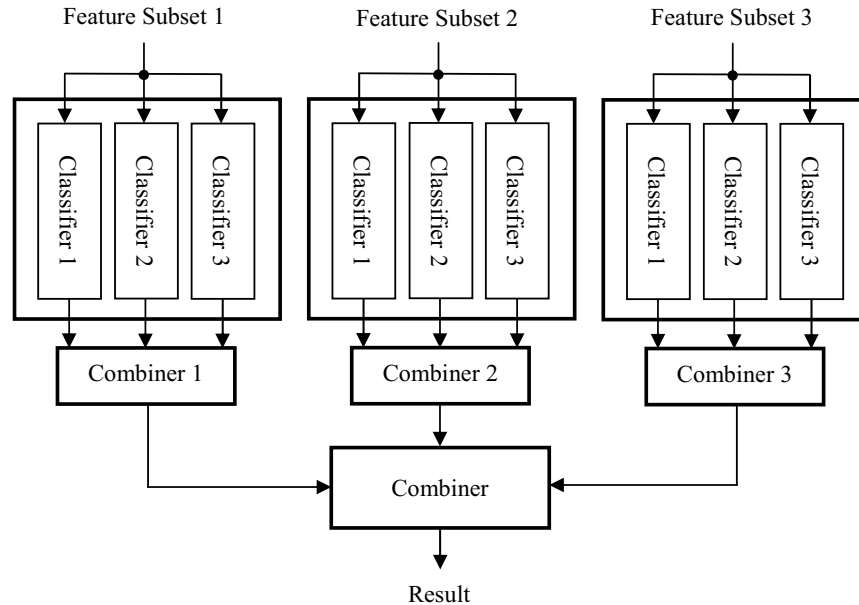 Feature Subset 1
Feature Subset 2
Feature Subset 3
Classifier 1
Classifier 2
Classifier 3
Classifier 1
Classifier 2
Classifier 3
Classifier 1
Classifier 2
Classifier 3
Combiner 1
Combiner 2
Combiner 3
Combiner
Result